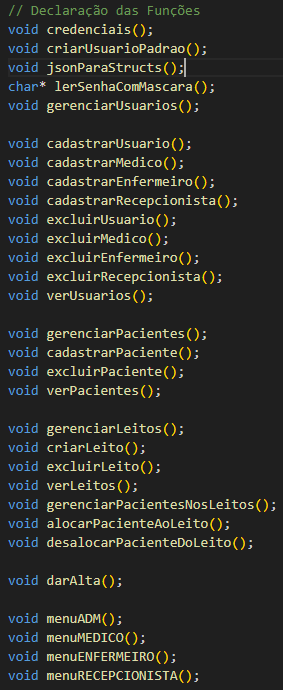 // Declaração das Funções
void credenciais();
void criarUsuarioPadrao();
void jsonParaStructs();
char* lerSenhaComMascara();
void gerenciarUsuarios();
void cadastrarUsuario();
void cadastrarMedico();
void cadastrarEnfermeiro();
void cadastrarRecepcionista();
void excluirUsuario();
void excluirMedico();
void excluirEnfermeiro();
void excluirRecepcionista();
void verUsuarios();
void gerenciarPacientes();
void cadastrarPaciente();
void excluirPaciente();
void verPacientes();
void gerenciarLeitos();
void criarLeito();
void excluirLeito();
void verLeitos();
void gerenciarPacientesNosLeitos();
void alocarPacienteAoLeito();
void desalocarPacienteDoLeito();
void darAlta();
void menuADM();
void menuMEDICO();
void menuENFERMEIRO();
void menuRECEPCIONISTA();